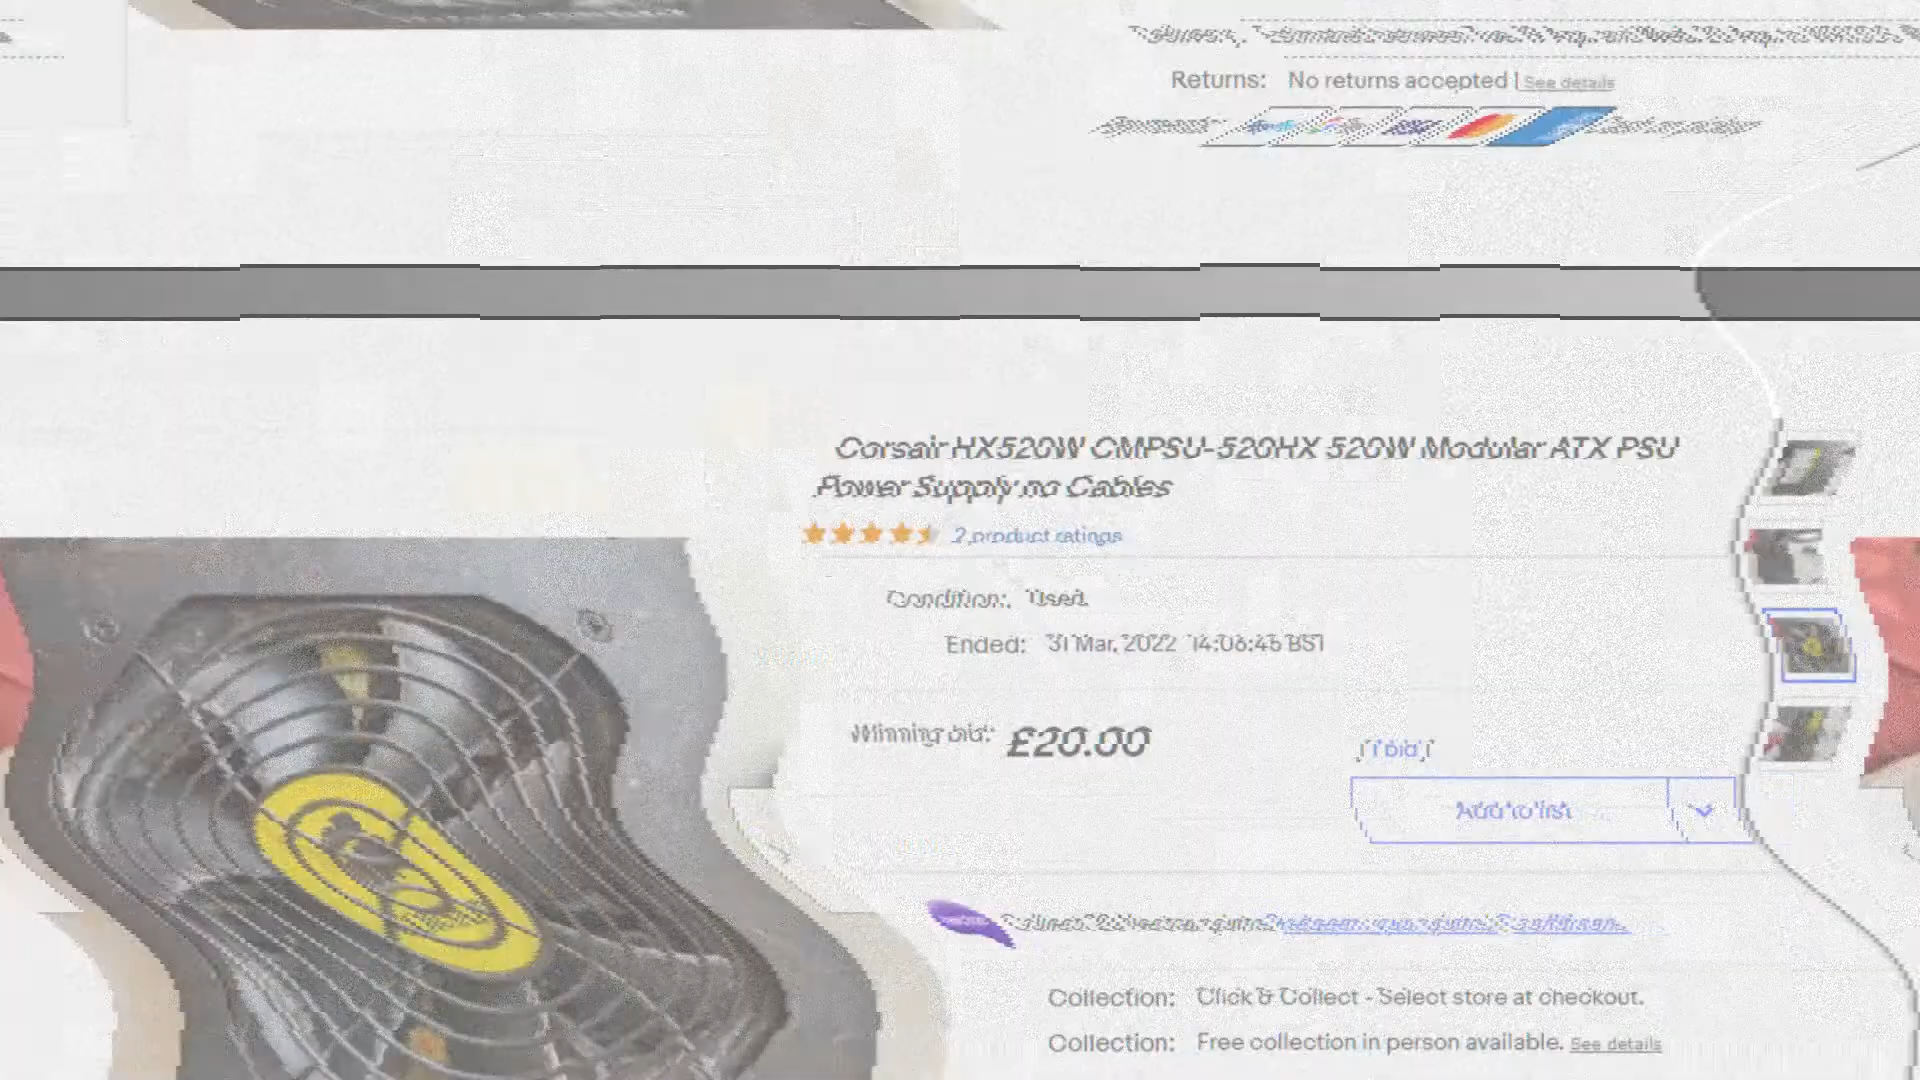 Returns: No returns accepted | See details
Corsair HX520W CMPSU-520HX 520W Modular ATX PSU
Power Supply no Cables
2 product ratings
Condition: Used
Ended: 31 Mar, 2022 14:06:45 BST
Winning bid: £20.00
[ 1 bid ]
Add to list
Collection: Click & Collect - Select store at checkout.
Collection: Free collection in person available. See details